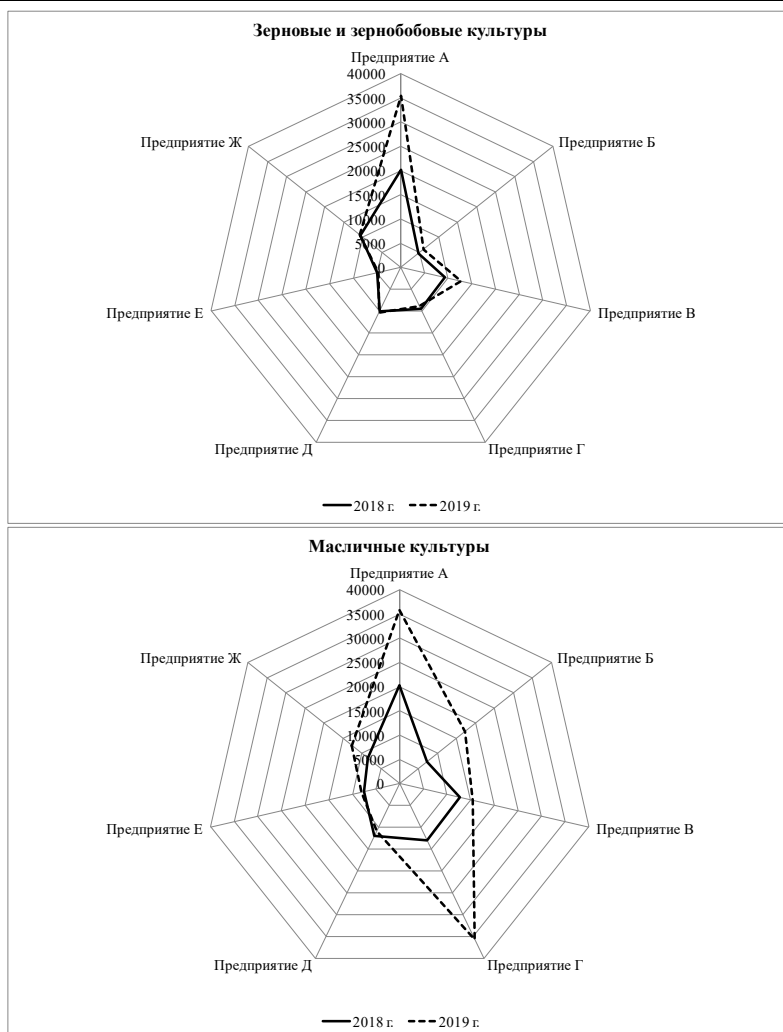 Зерновые и зернобобовые культуры
Предприятие А
40000
35000
30000
25000
20000
15000
10000
5000
0
Предприятие Ж
Предприятие Б
Предприятие Е
Предприятие В
Предприятие Д
Предприятие Г
2018 г.
2019 г.
Масличные культуры
Предприятие А
40000
35000
30000
25000
20000
15000
10000
5000
0
Предприятие Ж
Предприятие Б
Предприятие Е
Предприятие В
Предприятие Д
Предприятие Г
2018 г.
2019 г.